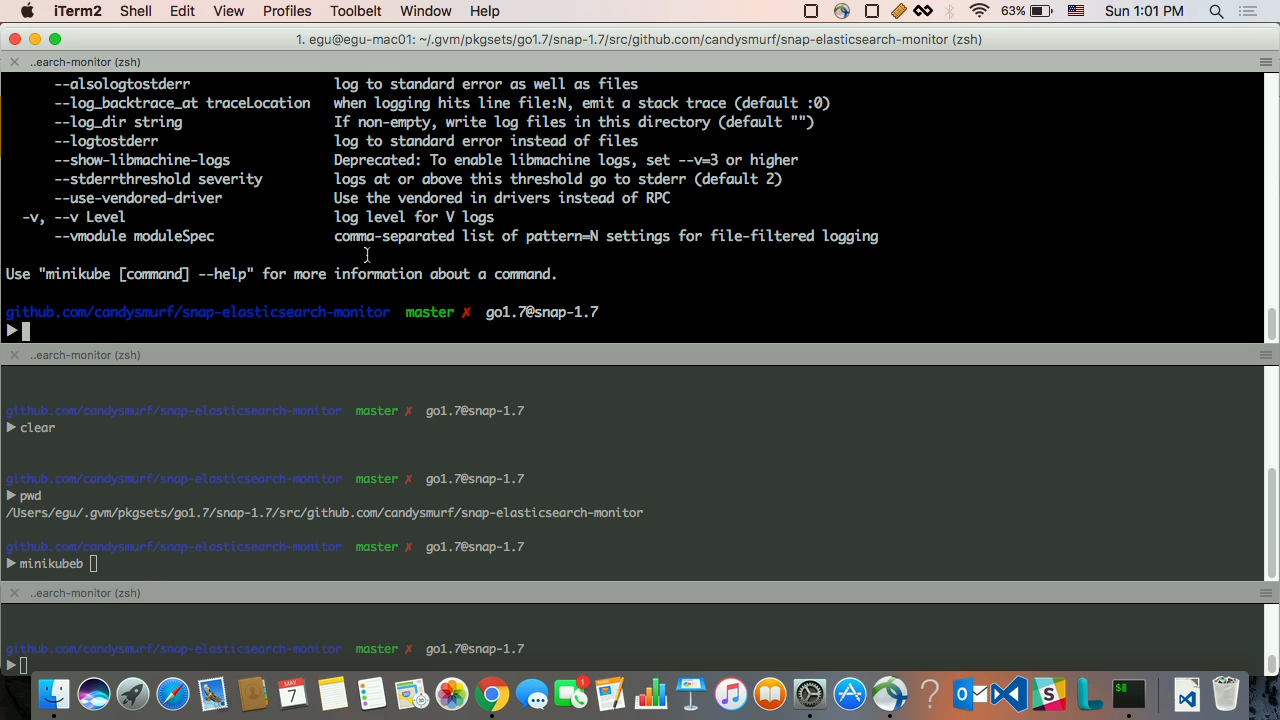 iTerm2 Shell Edit View Profiles Toolbelt Window Help 63% Sun 1:01 PM
1. egu@egu-mac01: ~/.gvm/pkgsets/go1.7/snap-1.7/src/github.com/candysmurf/snap-elasticsearch-monitor (zsh)
..earch-monitor (zsh)
--alsologtostderr log to standard error as well as files
--log_backtrace_at traceLocation when logging hits line file:N, emit a stack trace (default :0)
--log_dir string If non-empty, write log files in this directory (default "")
--logtostderr log to standard error instead of files
--show-libmachine-logs Deprecated: To enable libmachine logs, set --v=3 or higher
--stderrthreshold severity logs at or above this threshold go to stderr (default 2)
--use-vendored-driver Use the vendored in drivers instead of RPC
-v, --v Level log level for V logs
--vmodule moduleSpec comma-separated list of pattern=N settings for file-filtered logging
Use "minikube [command] --help" for more information about a command.
github.com/candysmurf/snap-elasticsearch-monitor master ✗ go1.7@snap-1.7
▶
..earch-monitor (zsh)
github.com/candysmurf/snap-elasticsearch-monitor master ✗ go1.7@snap-1.7
▶ clear
github.com/candysmurf/snap-elasticsearch-monitor master ✗ go1.7@snap-1.7
▶ pwd
/Users/egu/.gvm/pkgsets/go1.7/snap-1.7/src/github.com/candysmurf/snap-elasticsearch-monitor
github.com/candysmurf/snap-elasticsearch-monitor master ✗ go1.7@snap-1.7
▶ minikubeb
..earch-monitor (zsh)
github.com/candysmurf/snap-elasticsearch-monitor master ✗ go1.7@snap-1.7
▶
MAY 7 1 ? $